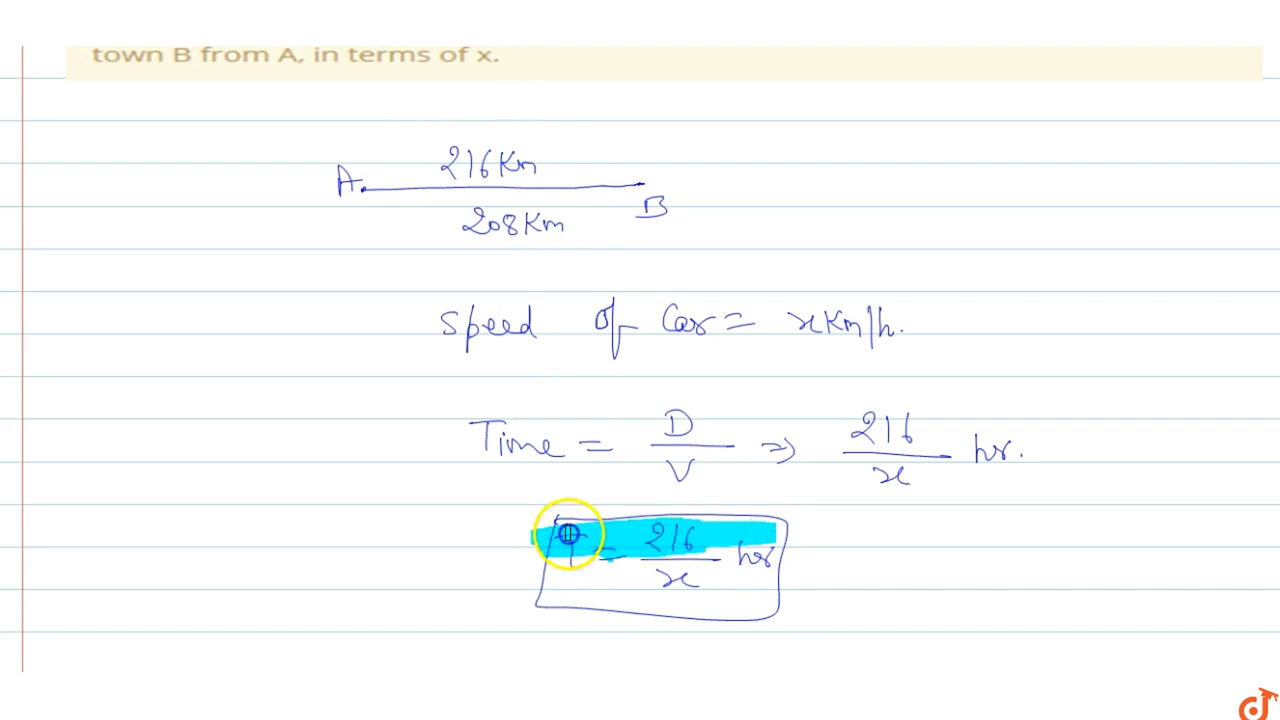 town B from A, in terms of x.
A. 216 Km
208 Km B
Speed of Car = x Km/h.
Time = D/V ⇒ 216/x hr.
T = 216/x hr